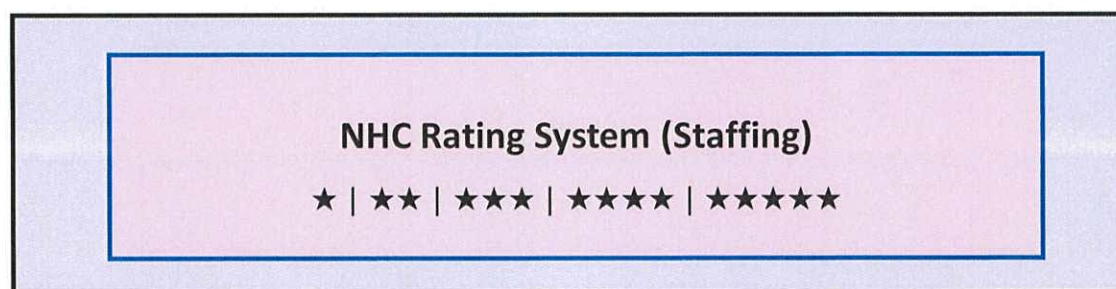 NHC Rating System (Staffing)
★ | ★★ | ★★★ | ★★★★ | ★★★★★